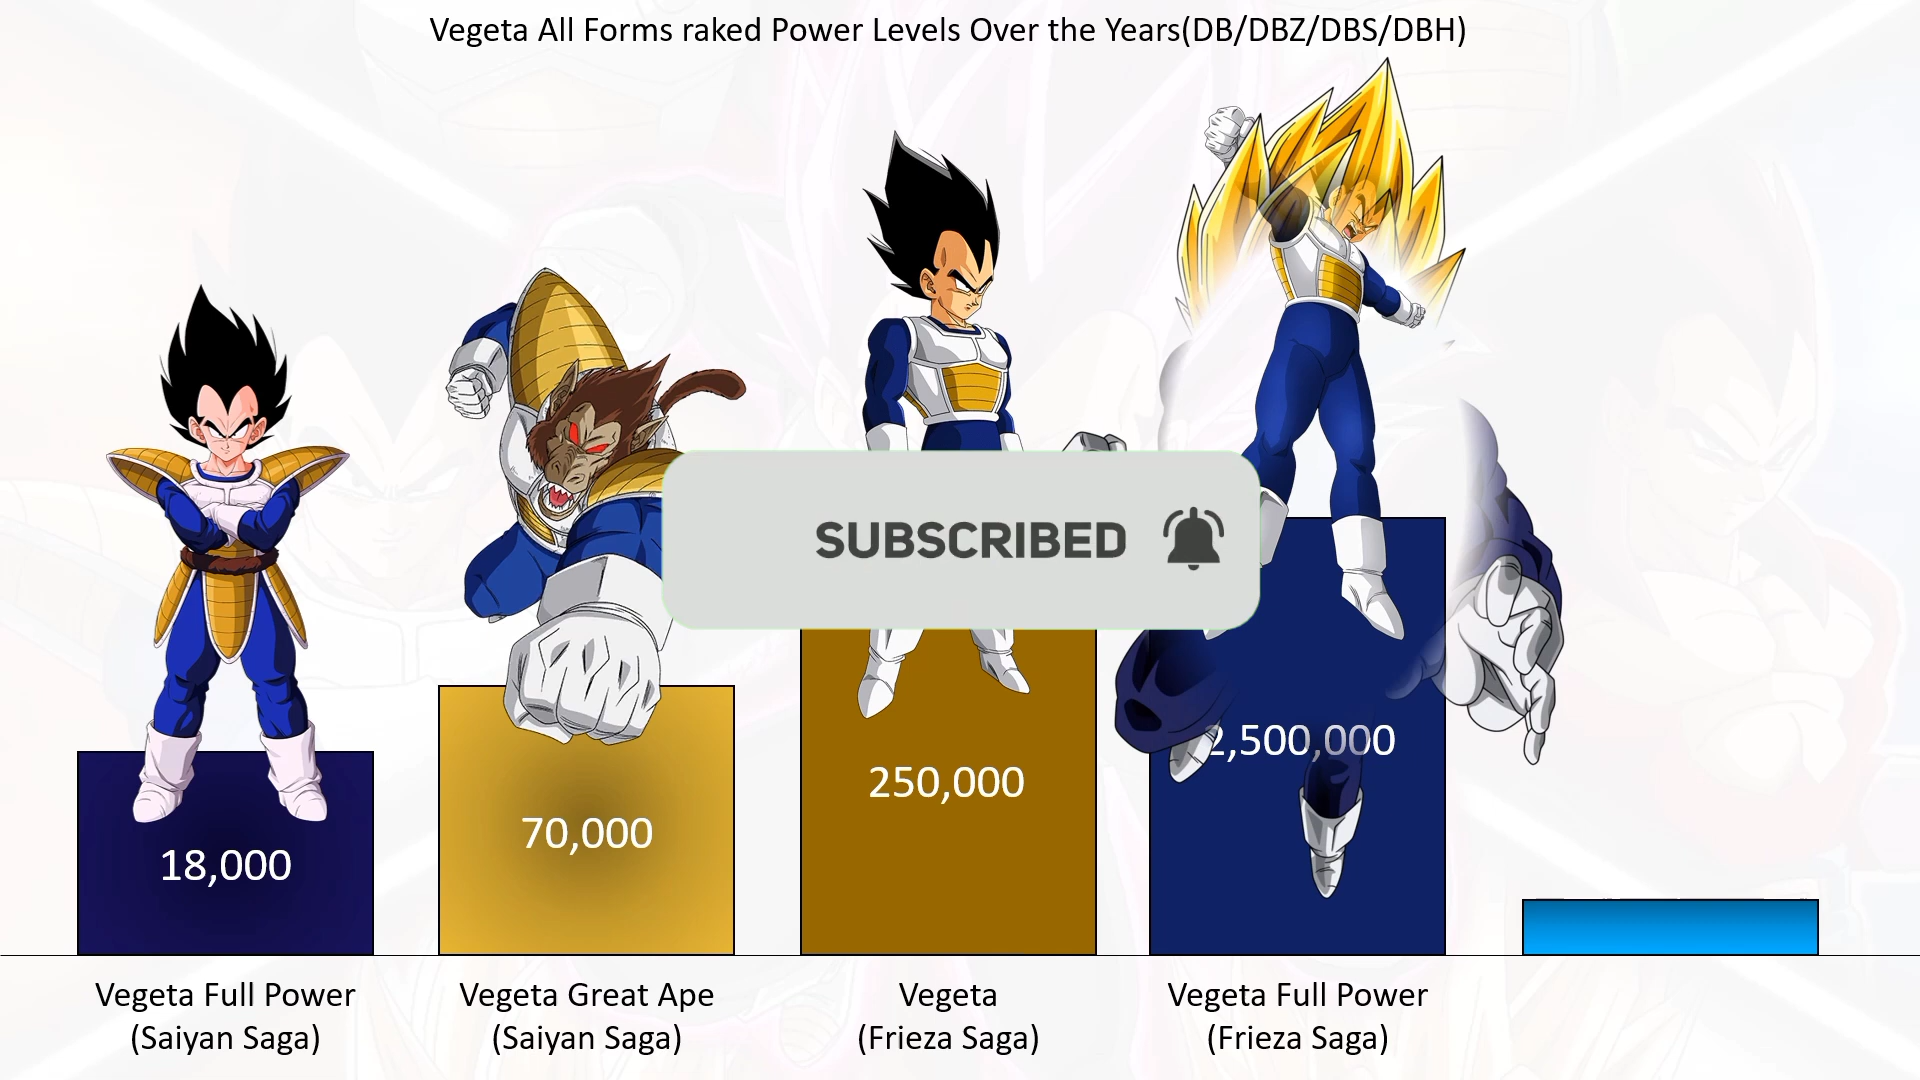 Vegeta All Forms raked Power Levels Over the Years(DB/DBZ/DBS/DBH)
SUBSCRIBED
18,000
70,000
250,000
2,500,000
Vegeta Full Power
(Saiyan Saga)
Vegeta Great Ape
(Saiyan Saga)
Vegeta
(Frieza Saga)
Vegeta Full Power
(Frieza Saga)